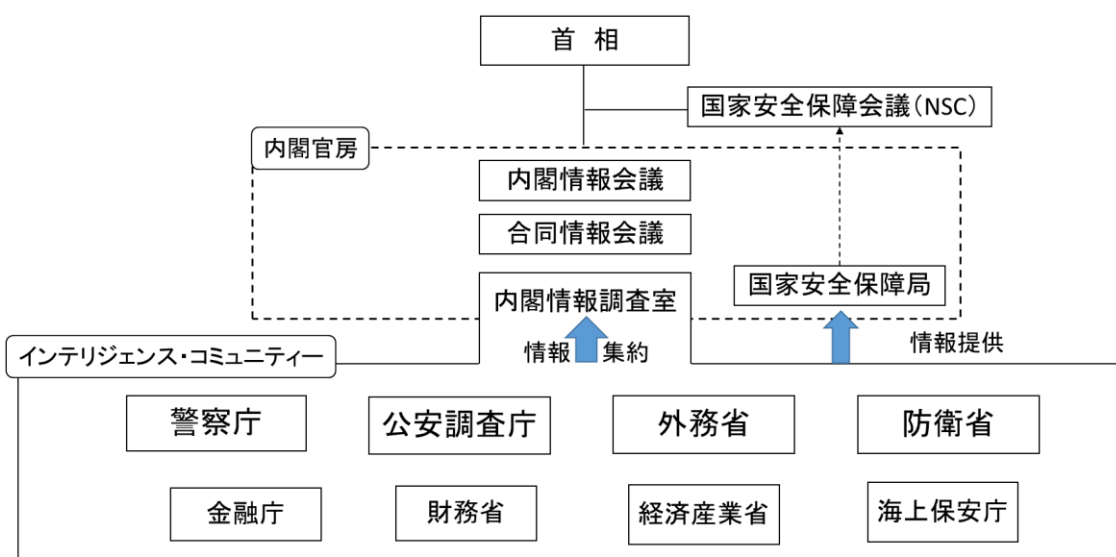 首 相
国家安全保障会議(NSC)
内閣官房
内閣情報会議
合同情報会議
国家安全保障局
内閣情報調査室
情報 集約
情報提供
インテリジェンス・コミュニティー
警察庁
公安調査庁
外務省
防衛省
金融庁
財務省
経済産業省
海上保安庁